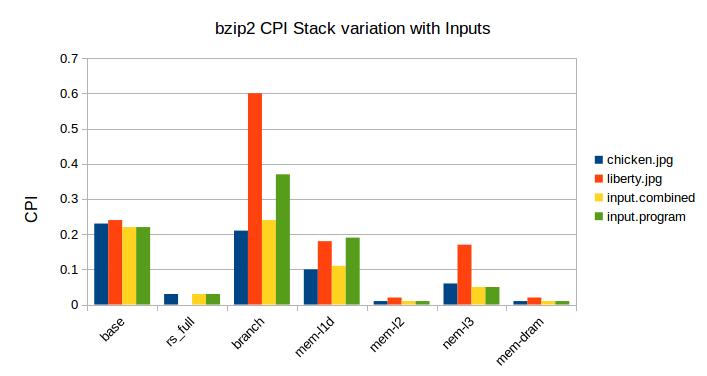 bzip2 CPI Stack variation with Inputs
0.7
0.6
0.5
0.4
0.3
0.2
0.1
0
CPI
base
rs_full
branch
mem-l1d
mem-l2
nem-l3
mem-dram
chicken.jpg
liberty.jpg
input.combined
input.program